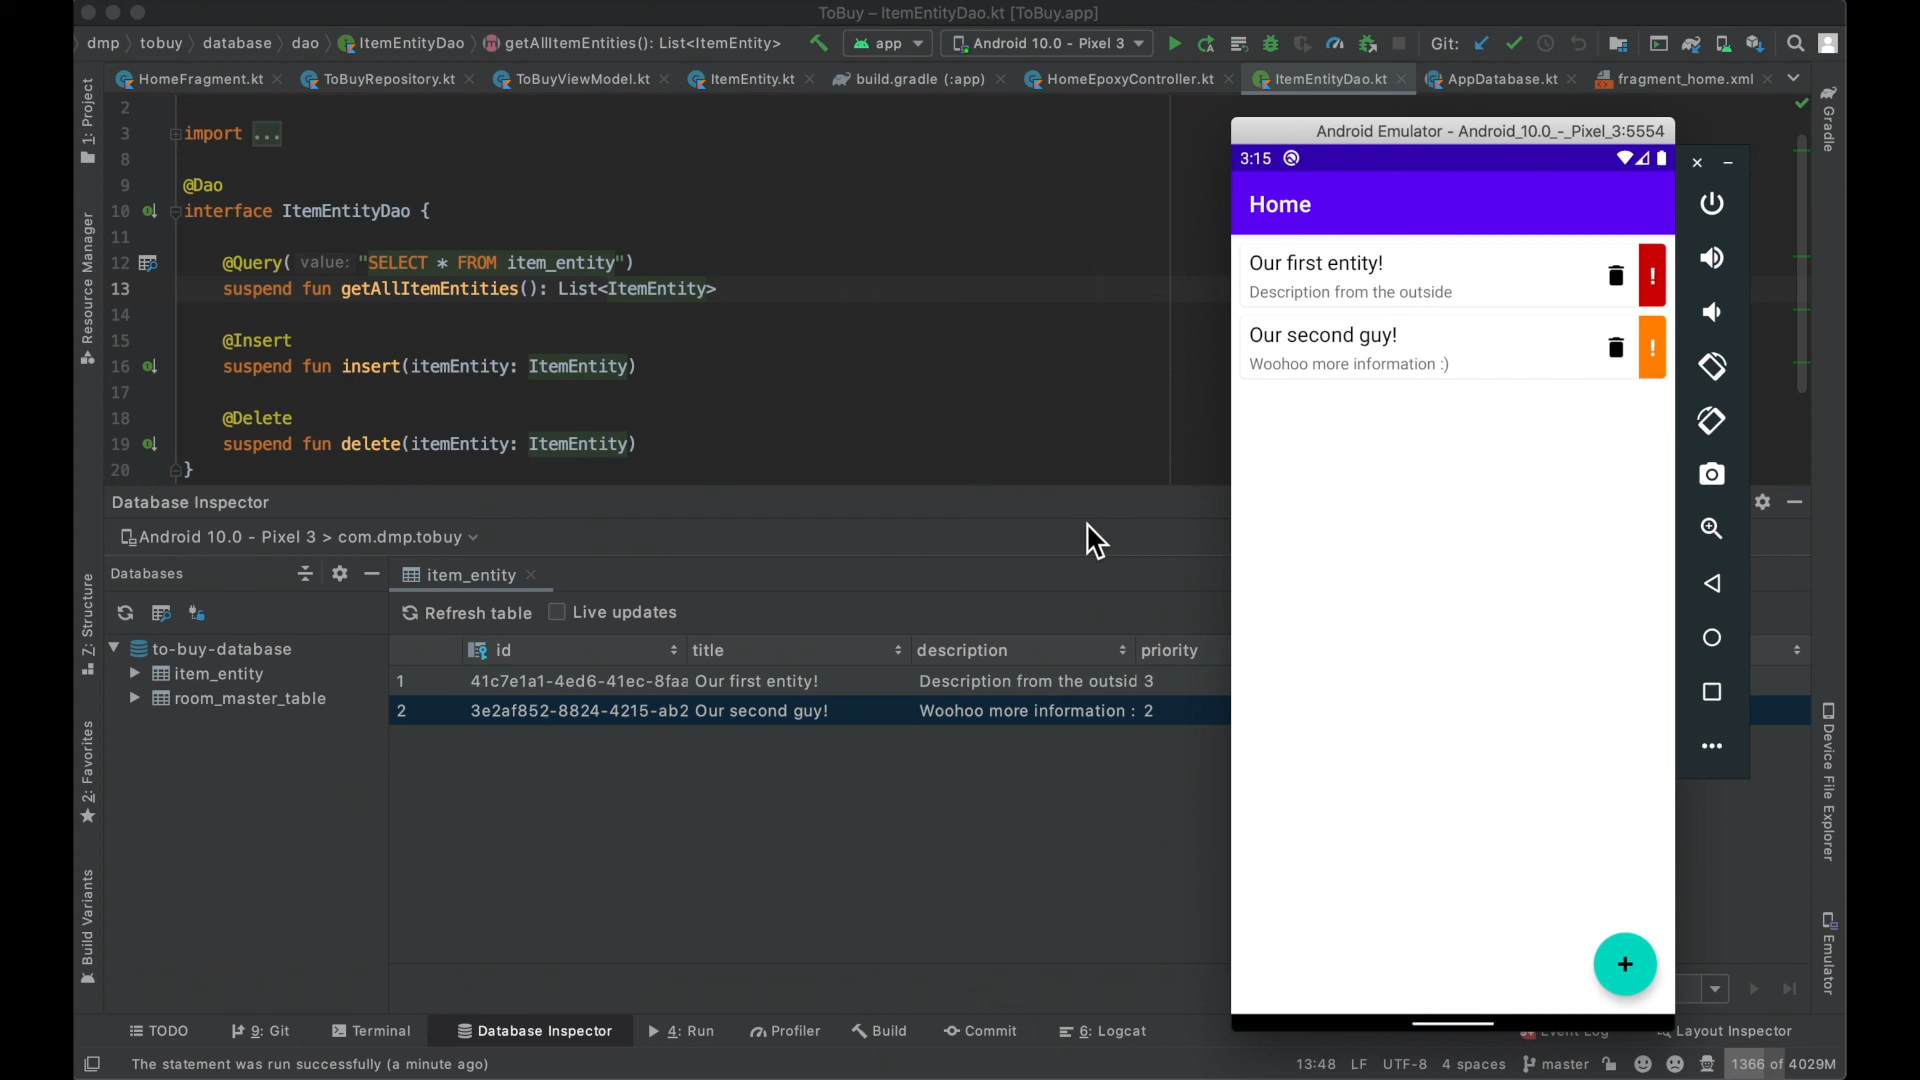 ToBuy – ItemEntityDao.kt [ToBuy.app]
dmp tobuy database dao ItemEntityDao getAllItemEntities(): List<ItemEntity> app Android 10.0 - Pixel 3 Git:
HomeFragment.kt ToBuyRepository.kt ToBuyViewModel.kt ItemEntity.kt build.gradle (:app) HomeEpoxyController.kt ItemEntityDao.kt AppDatabase.kt fragment_home.xml
1: Project
Resource Manager
7: Structure
2: Favorites
Build Variants
2
3 import ...
8
9 @Dao
10 interface ItemEntityDao {
11
12 @Query( value: "SELECT * FROM item_entity")
13 suspend fun getAllItemEntities(): List<ItemEntity>
14
15 @Insert
16 suspend fun insert(itemEntity: ItemEntity)
17
18 @Delete
19 suspend fun delete(itemEntity: ItemEntity)
20 }
Database Inspector
Android 10.0 - Pixel 3 > com.dmp.tobuy
Databases
to-buy-database
item_entity
room_master_table
item_entity
Refresh table Live updates
id title description priority
1 41c7e1a1-4ed6-41ec-8faa Our first entity! Description from the outsid 3
2 3e2af852-8824-4215-ab2 Our second guy! Woohoo more information : 2
Android Emulator - Android_10.0_-_Pixel_3:5554
3:15
Home
Our first entity!
Description from the outside
!
Our second guy!
Woohoo more information :)
!
+
Gradle
Device File Explorer
Emulator
TODO 9: Git Terminal Database Inspector 4: Run Profiler Build Commit 6: Logcat Event Log Layout Inspector
The statement was run successfully (a minute ago) 13:48 LF UTF-8 4 spaces master 1366 of 4029M